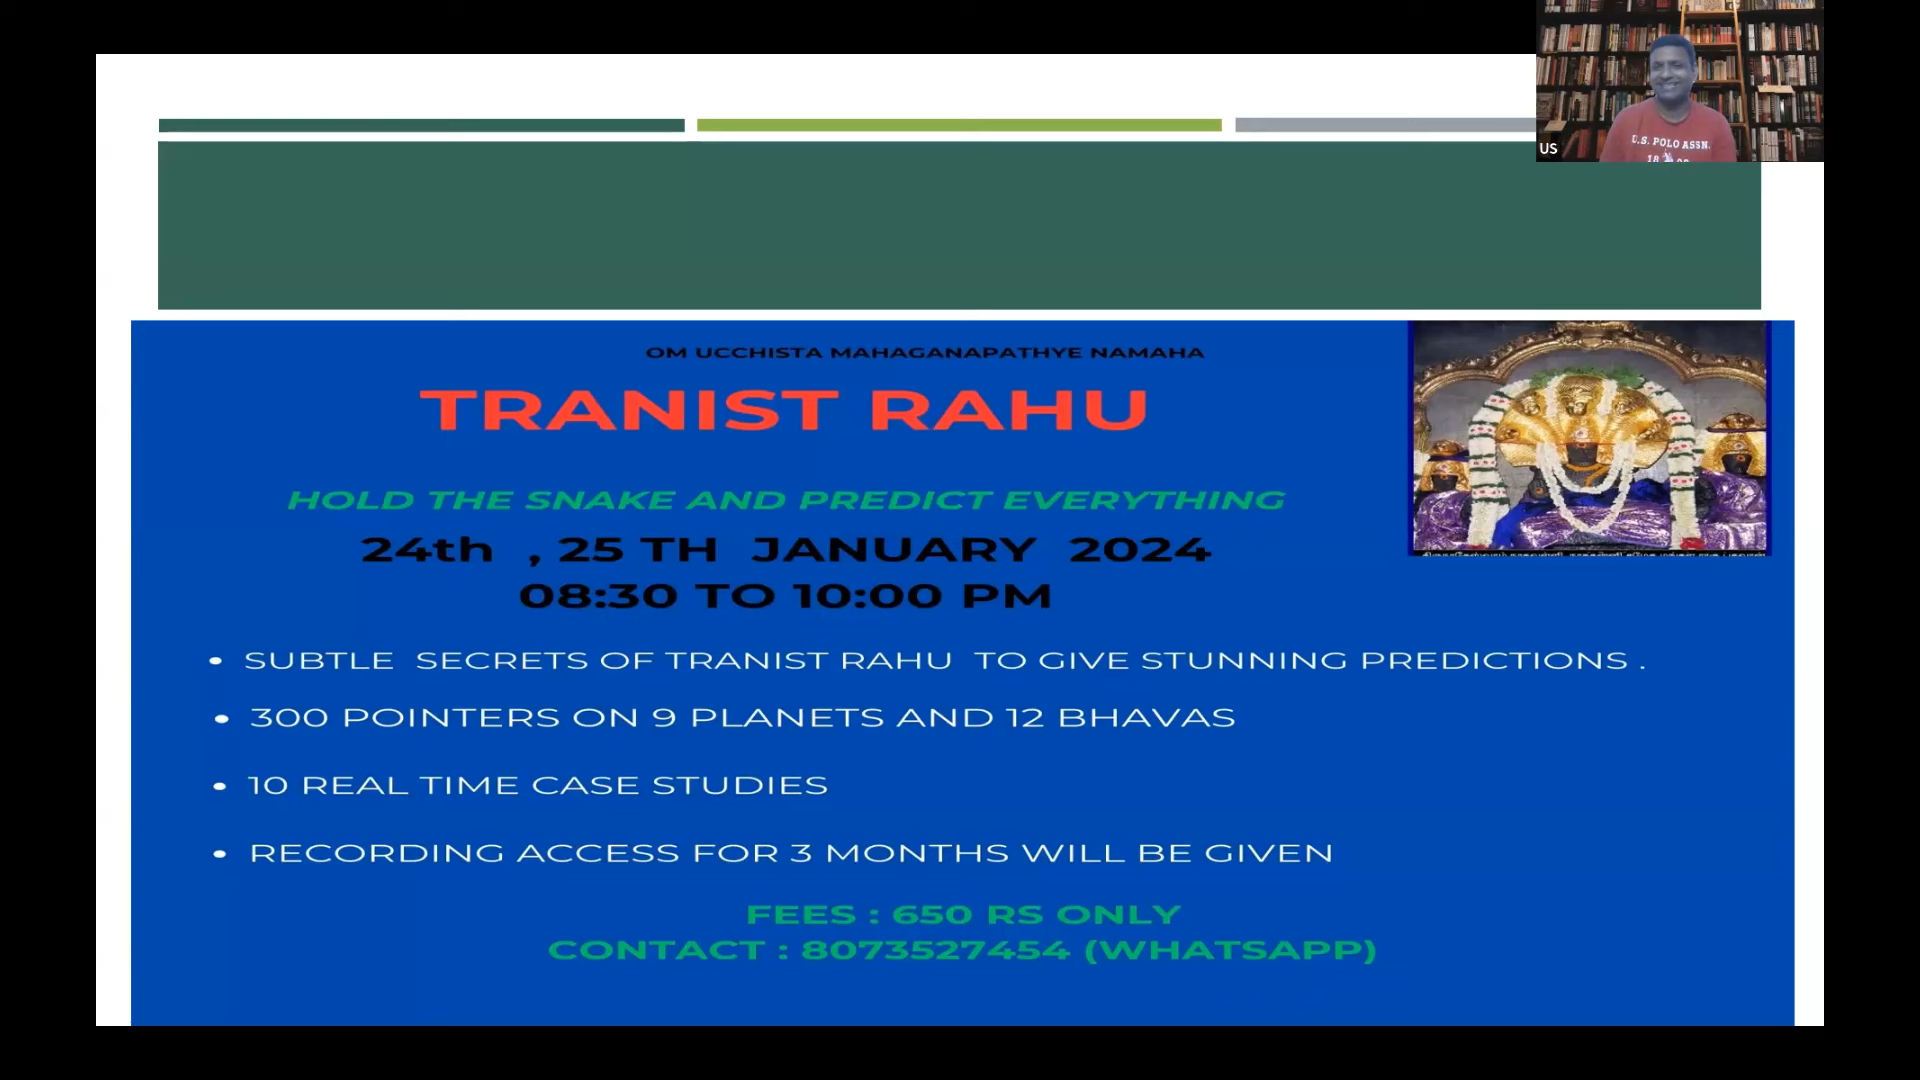 US
U.S. POLO ASSN.
OM UCCHISTA MAHAGANAPATHYE NAMAHA
TRANIST RAHU
HOLD THE SNAKE AND PREDICT EVERYTHING
24th , 25 TH JANUARY 2024
08:30 TO 10:00 PM
• SUBTLE SECRETS OF TRANIST RAHU TO GIVE STUNNING PREDICTIONS .
• 300 POINTERS ON 9 PLANETS AND 12 BHAVAS
• 10 REAL TIME CASE STUDIES
• RECORDING ACCESS FOR 3 MONTHS WILL BE GIVEN
FEES : 650 RS ONLY
CONTACT : 8073527454 (WHATSAPP)